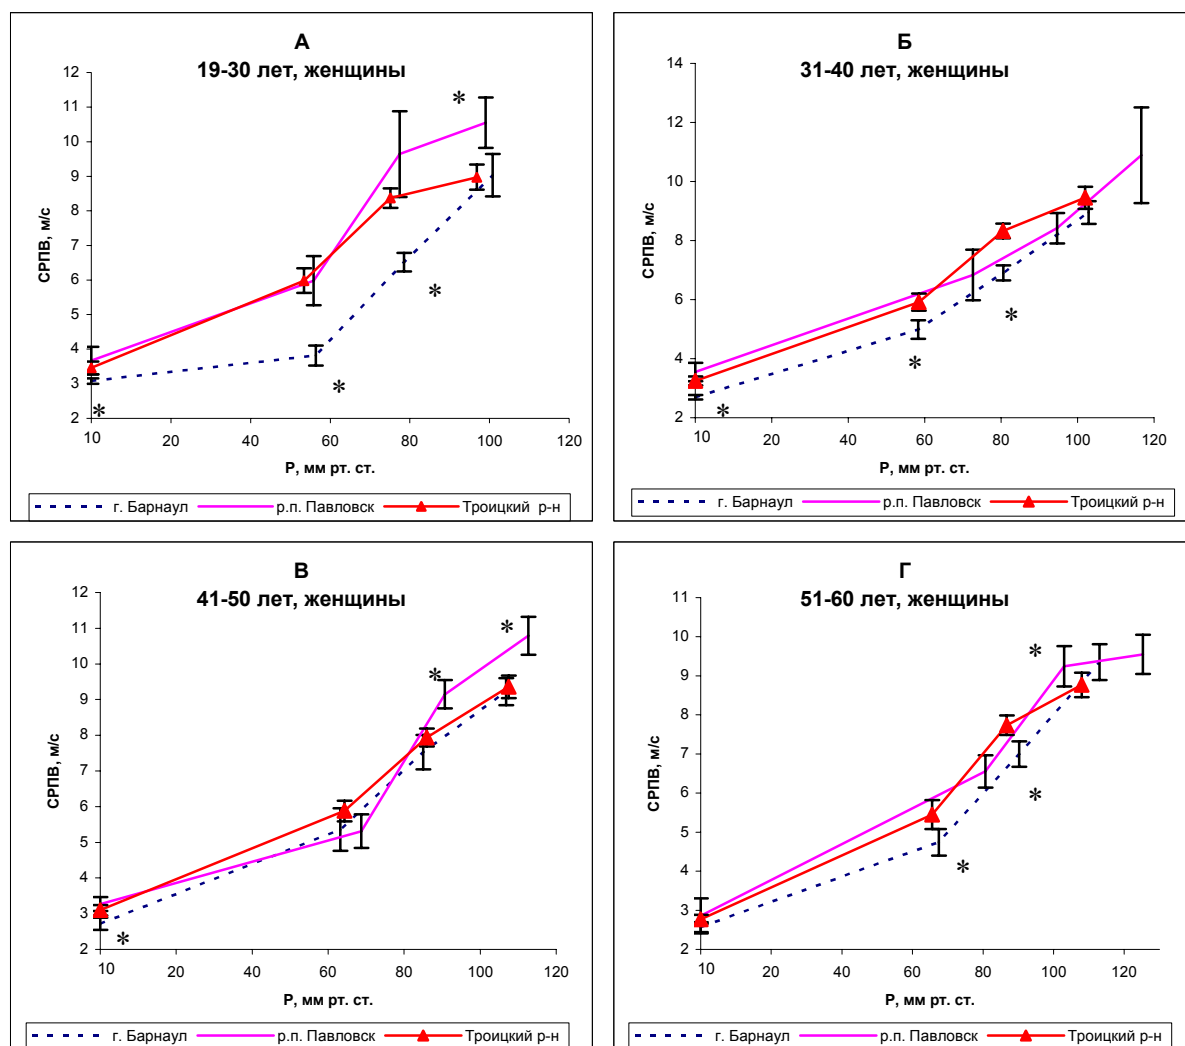 А
19-30 лет, женщины
12
11
10
9
8
7
6
5
4
3
2
СРПВ, м/с
*
*
*
*
10 20 40 60 80 100 120
Р, мм рт. ст.
г. Барнаул р.п. Павловск Троицкий р-н
Б
31-40 лет, женщины
14
12
10
8
6
4
2
СРПВ, м/с
*
*
*
10 20 40 60 80 100 120
Р, мм рт. ст.
г. Барнаул р.п. Павловск Троицкий р-н
В
41-50 лет, женщины
12
11
10
9
8
7
6
5
4
3
2
СРПВ, м/с
*
*
*
10 20 40 60 80 100 120
Р, мм рт. ст.
г. Барнаул р.п. Павловск Троицкий р-н
Г
51-60 лет, женщины
11
10
9
8
7
6
5
4
3
2
СРПВ, м/с
*
*
*
10 20 40 60 80 100 120
Р, мм рт. ст.
г. Барнаул р.п. Павловск Троицкий р-н